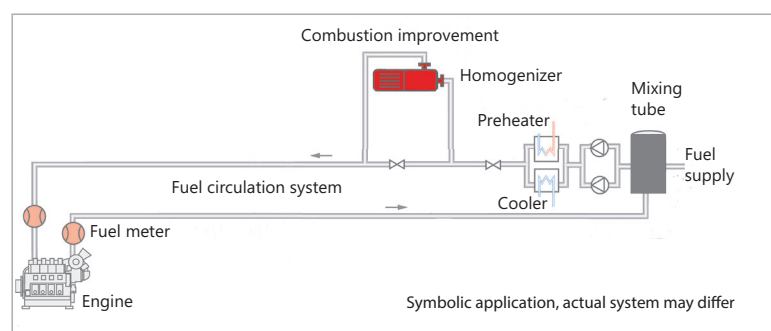 Combustion improvement
Homogenizer
Mixing
tube
Preheater
Fuel
supply
Fuel circulation system
Cooler
Fuel meter
Engine
Symbolic application, actual system may differ